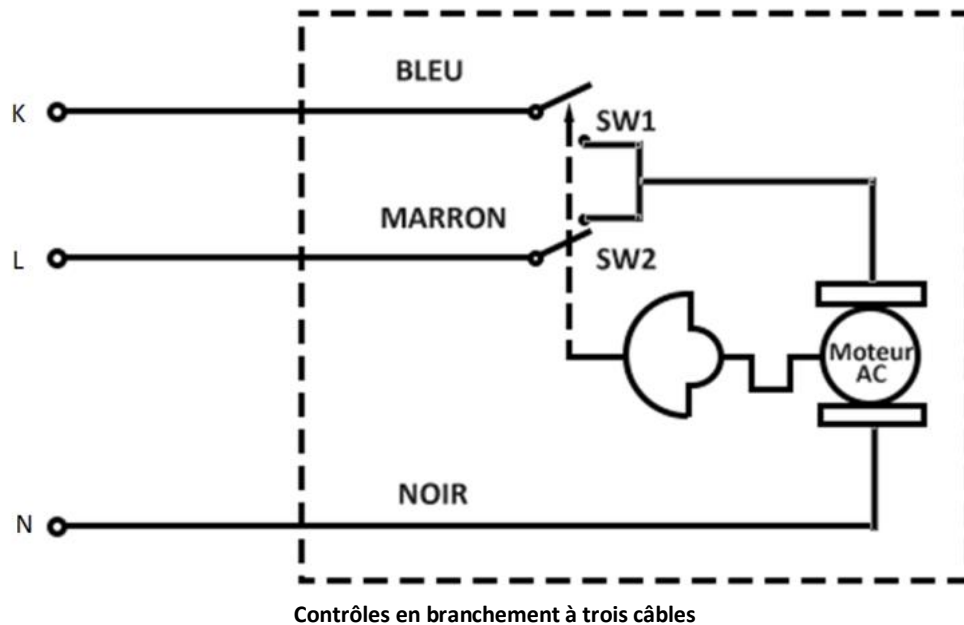 BLEU
K
SW1
MARRON
L
SW2
Moteur
AC
NOIR
N
Contrôles en branchement à trois câbles